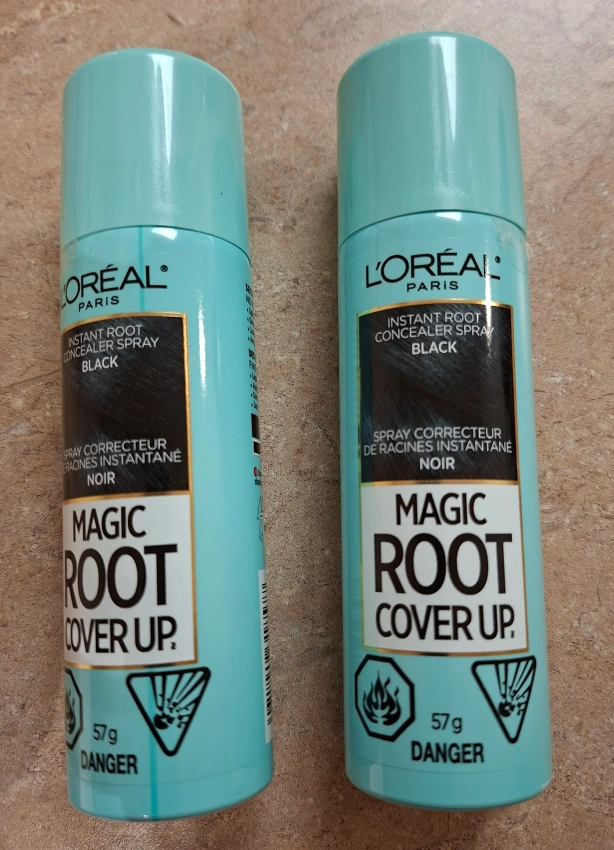 L'ORÉAL®
PARIS
INSTANT ROOT
CONCEALER SPRAY
BLACK
SPRAY CORRECTEUR
DE RACINES INSTANTANÉ
NOIR
MAGIC
ROOT
COVER UP
57g
DANGER
L'ORÉAL®
PARIS
INSTANT ROOT
CONCEALER SPRAY
BLACK
SPRAY CORRECTEUR
DE RACINES INSTANTANÉ
NOIR
MAGIC
ROOT
COVER UP
57g
DANGER